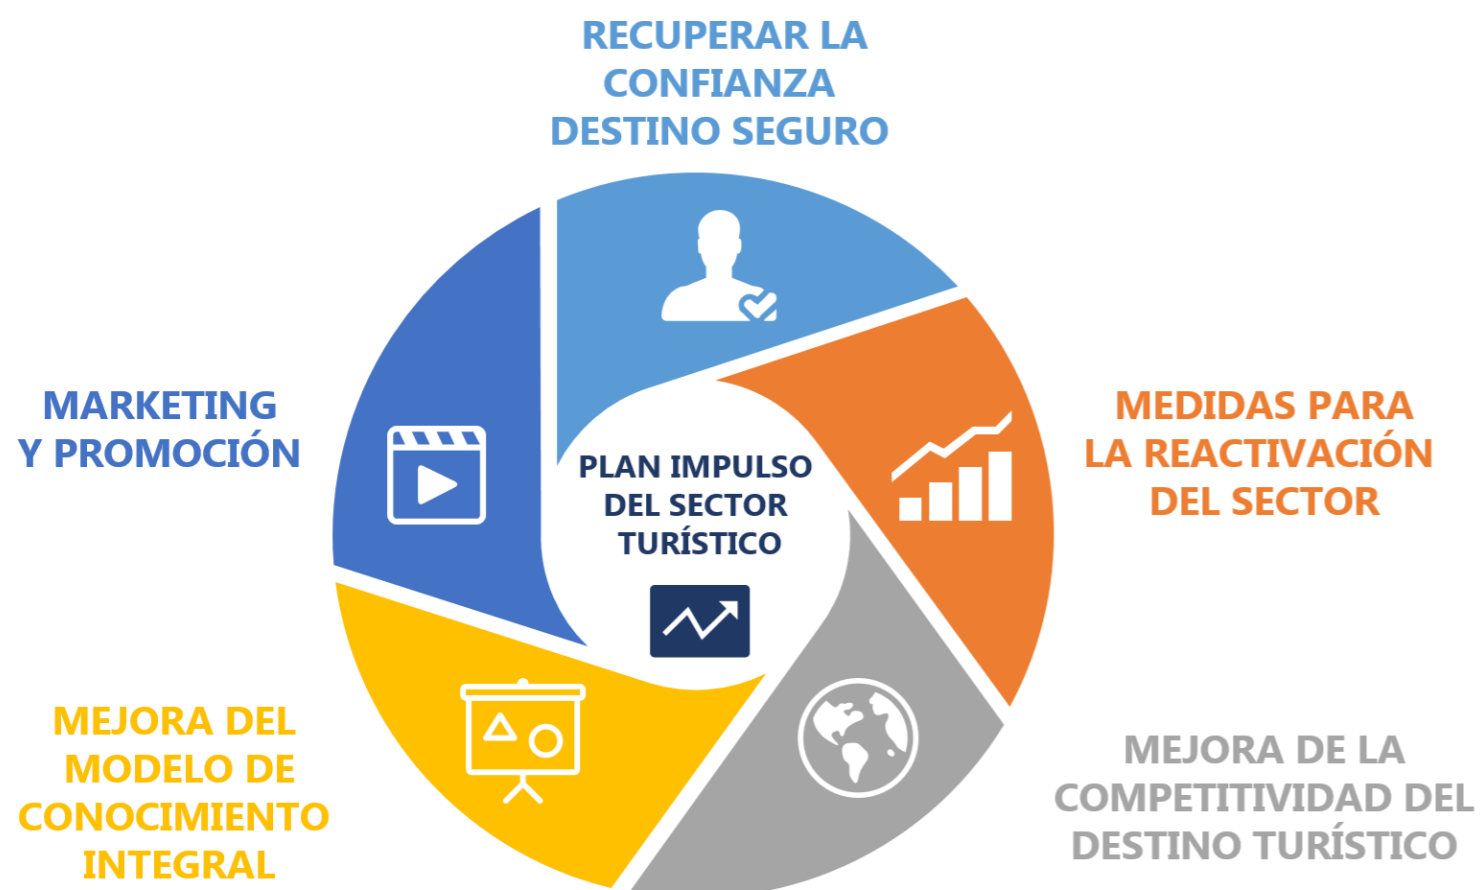 RECUPERAR LA
CONFIANZA
DESTINO SEGURO
MEDIDAS PARA
LA REACTIVACIÓN
DEL SECTOR
MEJORA DE LA
COMPETITIVIDAD DEL
DESTINO TURÍSTICO
MEJORA DEL
MODELO DE
CONOCIMIENTO
INTEGRAL
MARKETING
Y PROMOCIÓN
PLAN IMPULSO
DEL SECTOR
TURÍSTICO